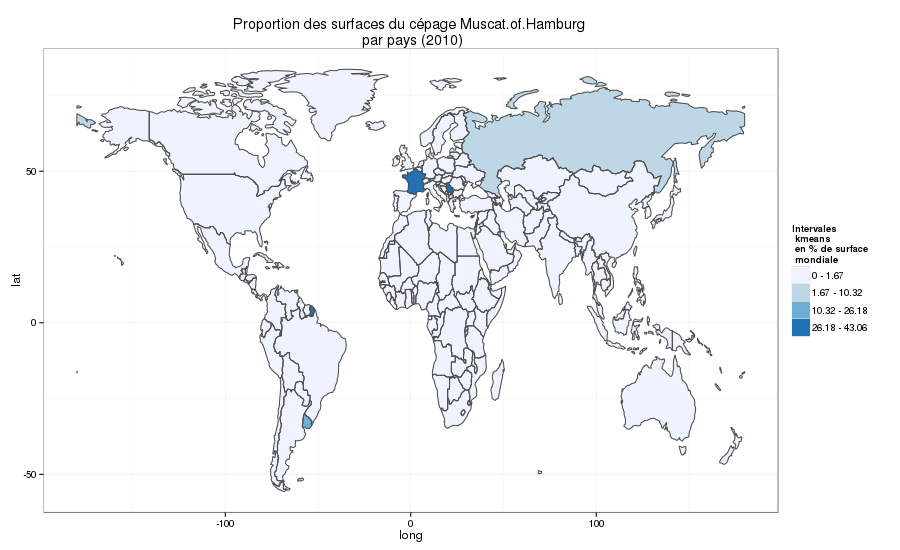 Proportion des surfaces du cépage Muscat.of.Hamburg
par pays (2010)
lat
50
0
-50
-100
0
100
long
Intervales
kmeans
en % de surface
mondiale
0 - 1.67
1.67 - 10.32
10.32 - 26.18
26.18 - 43.06